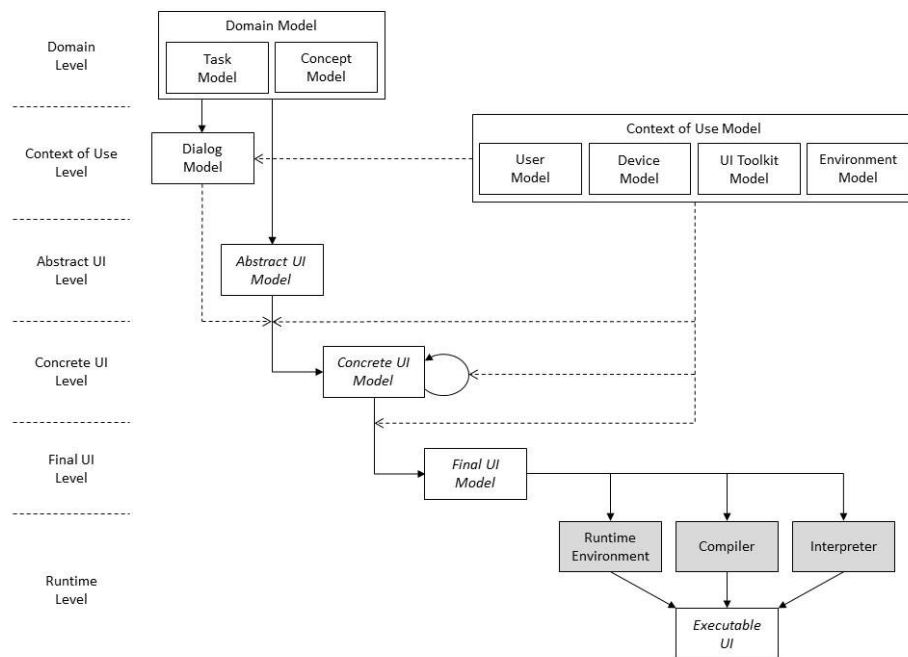 Domain
Level
Domain Model
Task
Model
Concept
Model
Context of Use
Level
Dialog
Model
Context of Use Model
User
Model
Device
Model
UI Toolkit
Model
Environment
Model
Abstract UI
Level
Abstract UI
Model
Concrete UI
Level
Concrete UI
Model
Final UI
Level
Final UI
Model
Runtime
Environment
Compiler
Interpreter
Runtime
Level
Executable
UI